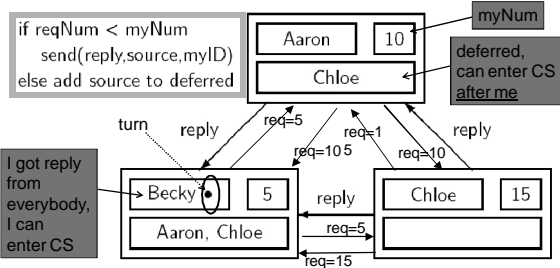 if reqNum < myNum
send(reply,source,myID)
else add source to deferred
Aaron
10
Chloe
myNum
deferred,
can enter CS
after me
turn
reply
req=5
req=10
req=1
5
req=10
reply
I got reply
from
everybody,
I can
enter CS
Becky
5
Aaron, Chloe
reply
req=5
req=15
Chloe
15